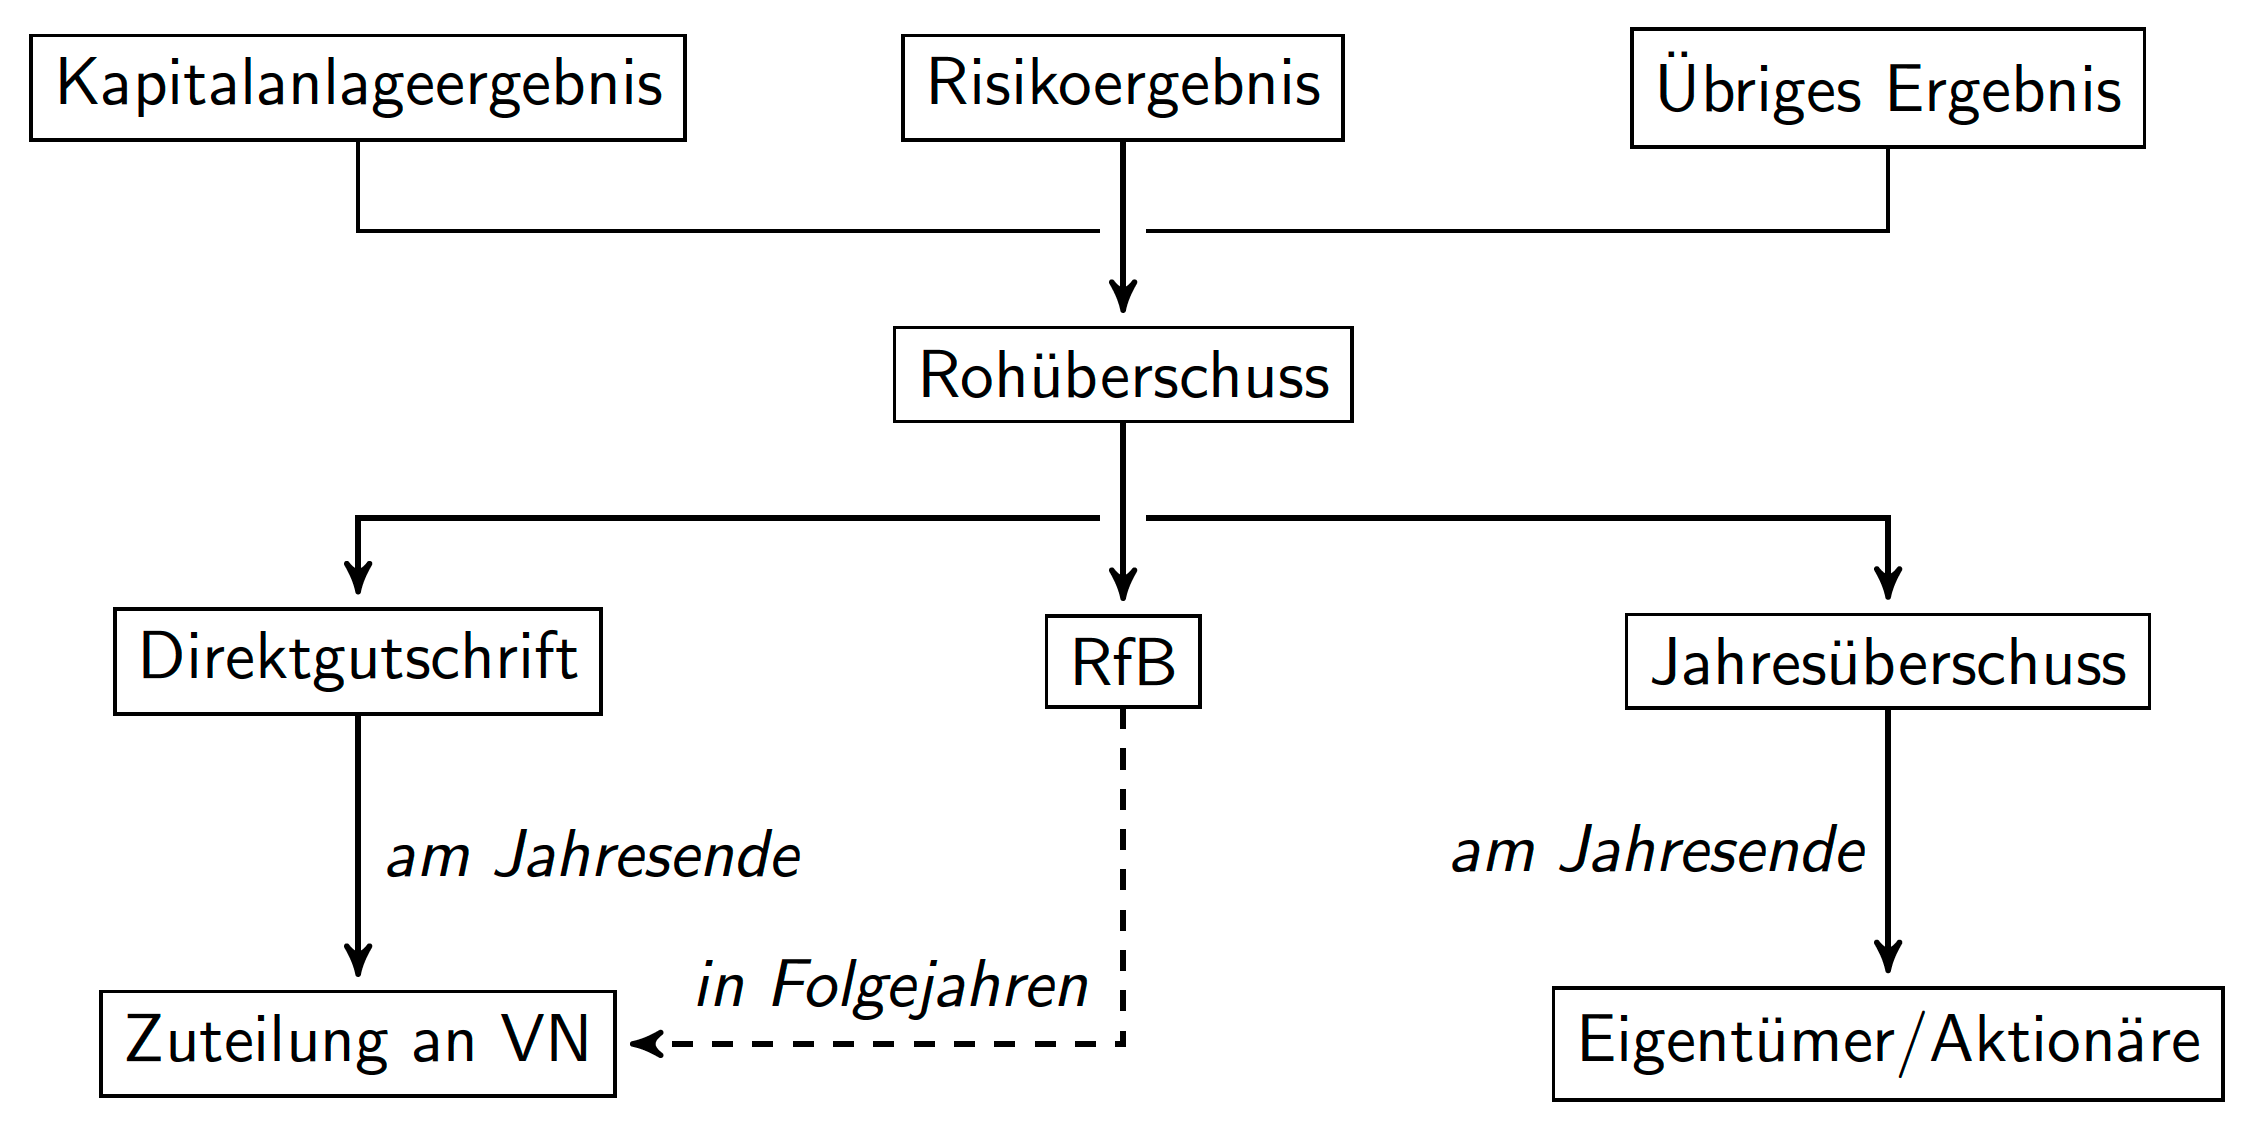 Kapitalanlageergebnis
Risikoergebnis
Übriges Ergebnis
Rohüberschuss
Direktgutschrift
RfB
Jahresüberschuss
am Jahresende
am Jahresende
in Folgejahren
Zuteilung an VN
Eigentümer/Aktionäre